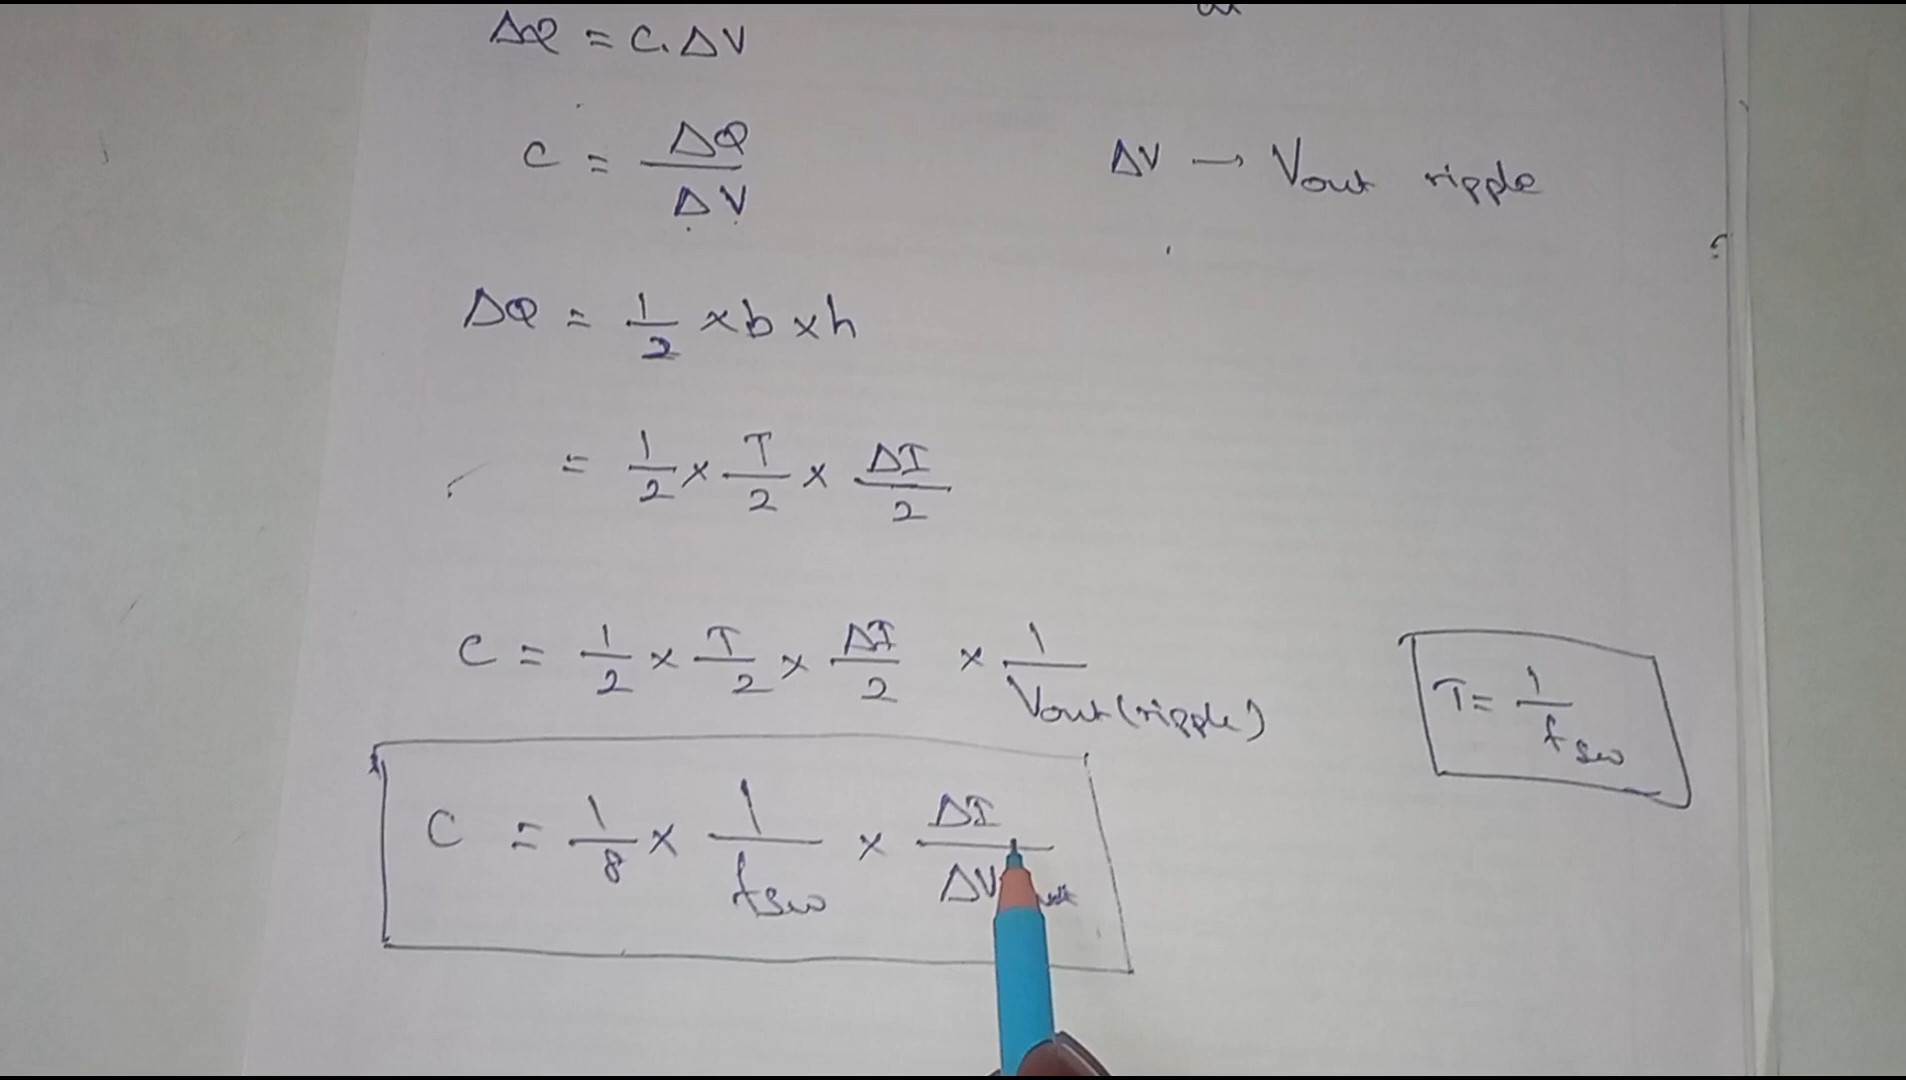 ΔQ = C. ΔV
C = ΔQ / ΔV
ΔV → Vout ripple
ΔQ = 1/2 × b × h
= 1/2 × T/2 × ΔI/2
C = 1/2 × T/2 × ΔI/2 × 1/Vout(ripple)
T = 1/fsw
C = 1/8 × 1/fsw × ΔI/ΔV